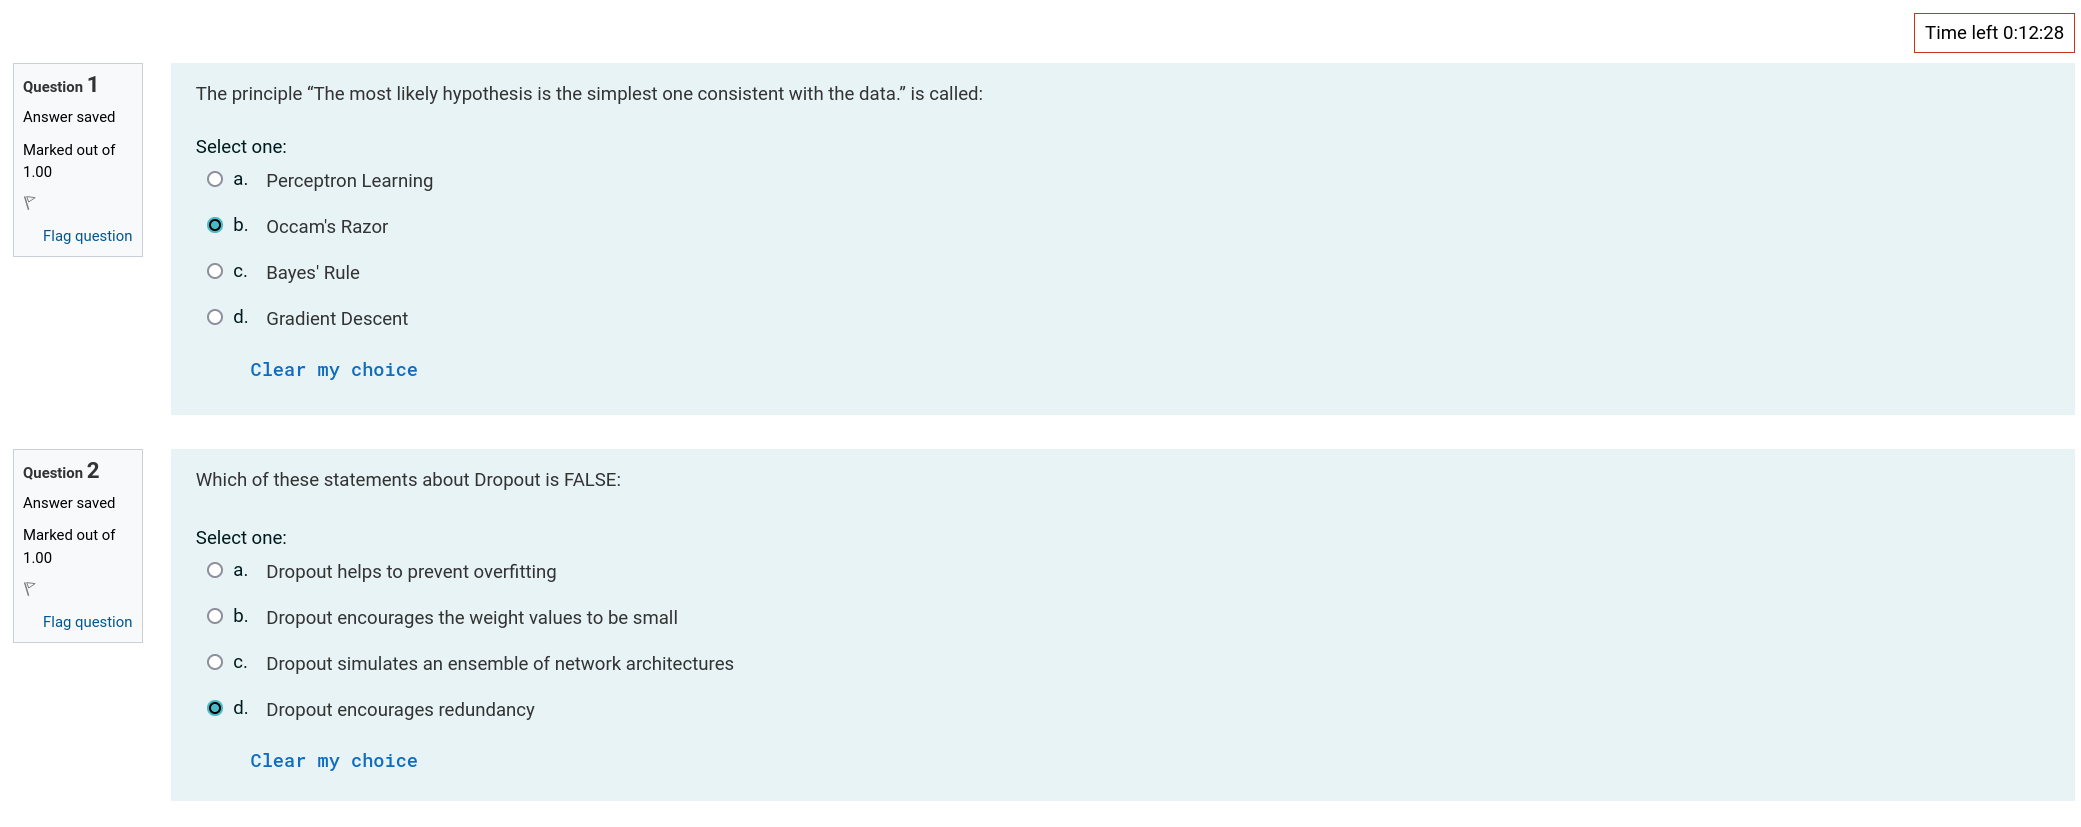 Time left 0:12:28
Question 1
Answer saved
Marked out of
1.00
Flag question
The principle “The most likely hypothesis is the simplest one consistent with the data.” is called:
Select one:
a. Perceptron Learning
b. Occam's Razor
c. Bayes' Rule
d. Gradient Descent
Clear my choice
Question 2
Answer saved
Marked out of
1.00
Flag question
Which of these statements about Dropout is FALSE:
Select one:
a. Dropout helps to prevent overfitting
b. Dropout encourages the weight values to be small
c. Dropout simulates an ensemble of network architectures
d. Dropout encourages redundancy
Clear my choice